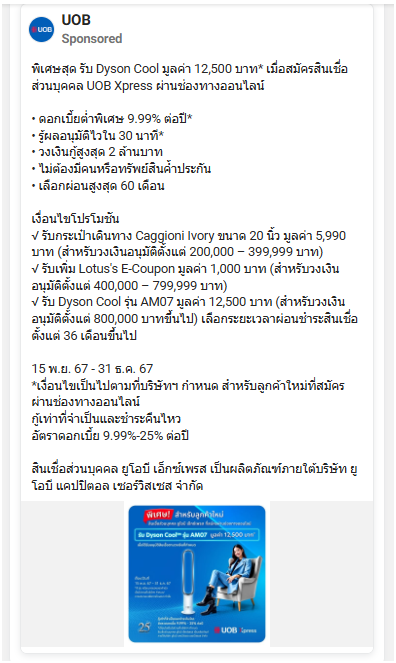 UOB
UOB
Sponsored
พิเศษสุด รับ Dyson Cool มูลค่า 12,500 บาท* เมื่อสมัครสินเชื่อ
ส่วนบุคคล UOB Xpress ผ่านช่องทางออนไลน์
• ดอกเบี้ยต่ำพิเศษ 9.99% ต่อปี*
• รู้ผลอนุมัติไวใน 30 นาที*
• วงเงินกู้สูงสุด 2 ล้านบาท
• ไม่ต้องมีคนหรือทรัพย์สินค้ำประกัน
• เลือกผ่อนสูงสุด 60 เดือน
เงื่อนไขโปรโมชัน
√ รับกระเป๋าเดินทาง Caggioni Ivory ขนาด 20 นิ้ว มูลค่า 5,990
บาท (สำหรับวงเงินอนุมัติตั้งแต่ 200,000 – 399,999 บาท)
√ รับเพิ่ม Lotus's E-Coupon มูลค่า 1,000 บาท (สำหรับวงเงิน
อนุมัติตั้งแต่ 400,000 – 799,999 บาท)
√ รับ Dyson Cool รุ่น AM07 มูลค่า 12,500 บาท (สำหรับวงเงิน
อนุมัติตั้งแต่ 800,000 บาทขึ้นไป) เลือกระยะเวลาผ่อนชำระสินเชื่อ
ตั้งแต่ 36 เดือนขึ้นไป
15 พ.ย. 67 - 31 ธ.ค. 67
*เงื่อนไขเป็นไปตามที่บริษัทฯ กำหนด สำหรับลูกค้าใหม่ที่สมัคร
ผ่านช่องทางออนไลน์
กู้เท่าที่จำเป็นและชำระคืนไหว
อัตราดอกเบี้ย 9.99%-25% ต่อปี
สินเชื่อส่วนบุคคล ยูโอบี เอ็กซ์เพรส เป็นผลิตภัณฑ์ภายใต้บริษัท ยู
โอบี แคปปิตอล เซอร์วิสเซส จำกัด
พิเศษ! สำหรับลูกค้าใหม่
รับ Dyson Cool™ รุ่น AM07 มูลค่า 12,500 บาท*
25
UOB Xpress